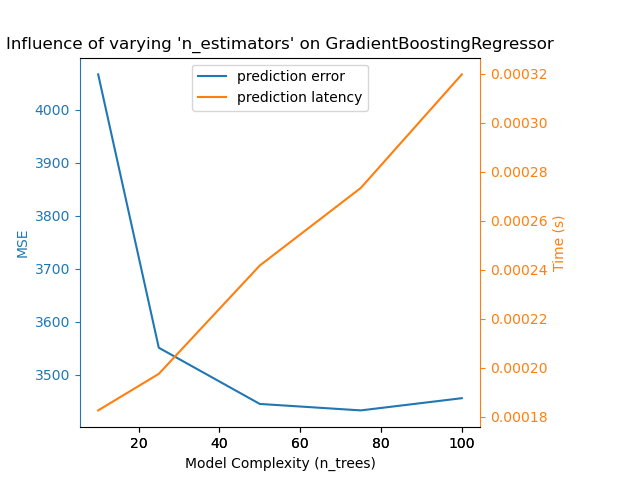 Influence of varying 'n_estimators' on GradientBoostingRegressor
prediction error
prediction latency
MSE
4000
3900
3800
3700
3600
3500
0.00032
0.00030
0.00028
0.00026
0.00024
0.00022
0.00020
0.00018
Time (s)
20 40 60 80 100
Model Complexity (n_trees)